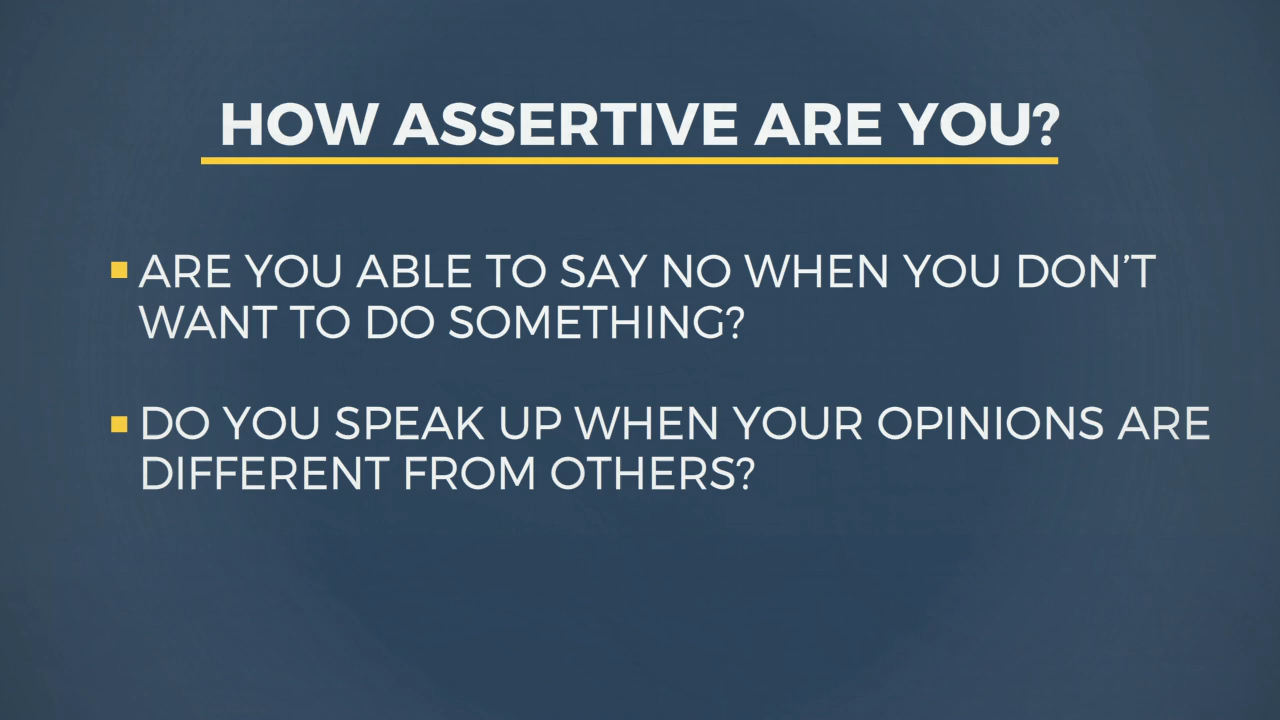 HOW ASSERTIVE ARE YOU?
ARE YOU ABLE TO SAY NO WHEN YOU DON’T
WANT TO DO SOMETHING?
DO YOU SPEAK UP WHEN YOUR OPINIONS ARE
DIFFERENT FROM OTHERS?